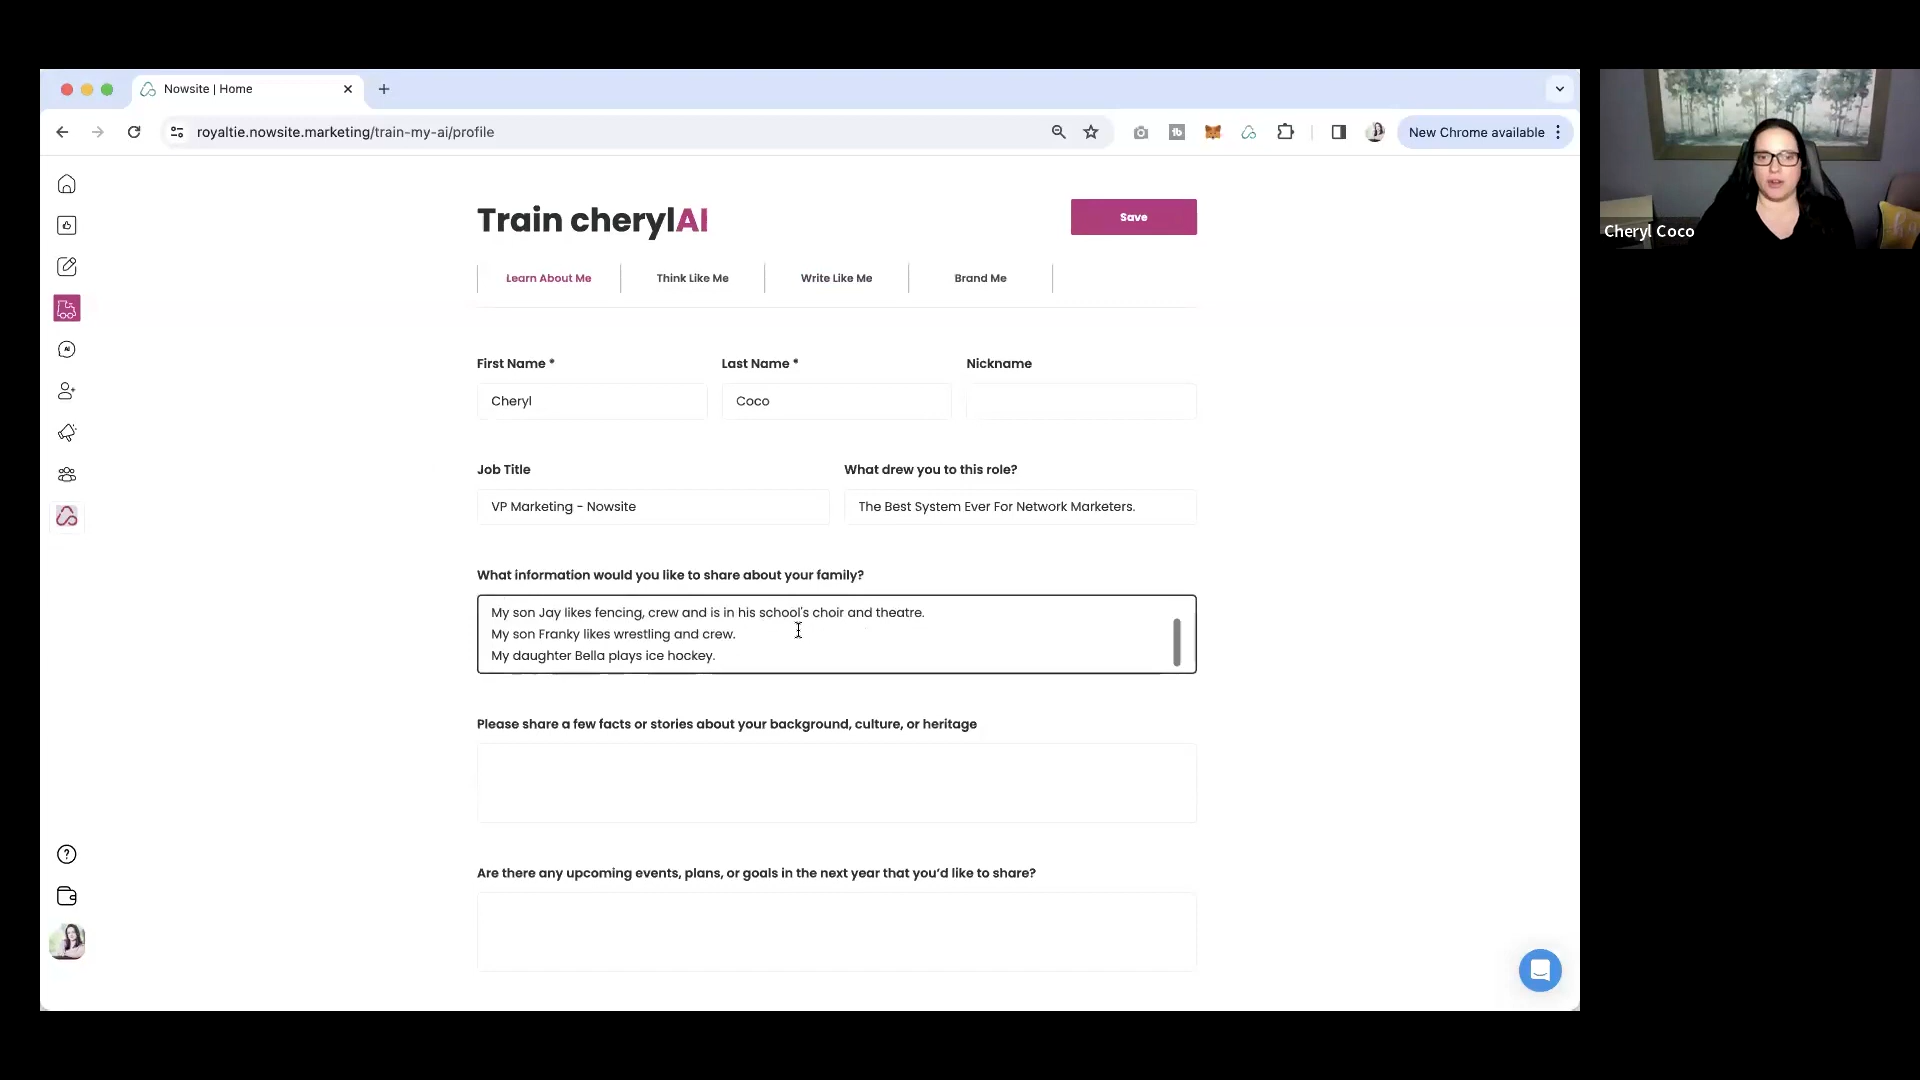 Nowsite | Home
royaltie.nowsite.marketing/train-my-ai/profile
New Chrome available
Cheryl Coco
Train cherylAI
Save
Learn About Me
Think Like Me
Write Like Me
Brand Me
First Name *
Last Name *
Nickname
Cheryl
Coco
Job Title
What drew you to this role?
VP Marketing - Nowsite
The Best System Ever For Network Marketers.
What information would you like to share about your family?
My son Jay likes fencing, crew and is in his school's choir and theatre.
My son Franky likes wrestling and crew.
My daughter Bella plays ice hockey.
Please share a few facts or stories about your background, culture, or heritage
Are there any upcoming events, plans, or goals in the next year that you’d like to share?